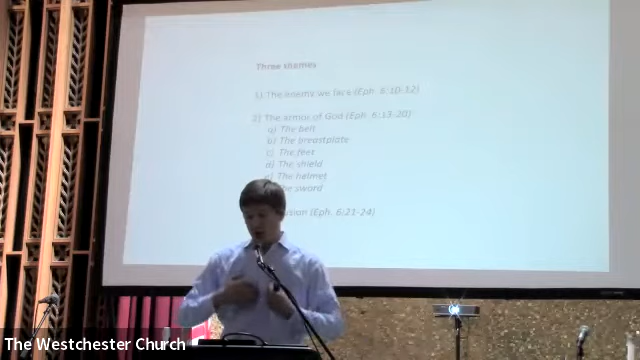 Three themes
1) The enemy we face (Eph. 6:10-12)
2) The armor of God (Eph. 6:13-20)
a) The belt
b) The breastplate
c) The feet
d) The shield
e) The helmet
The sword
(Eph. 6:21-24)
The Westchester Church